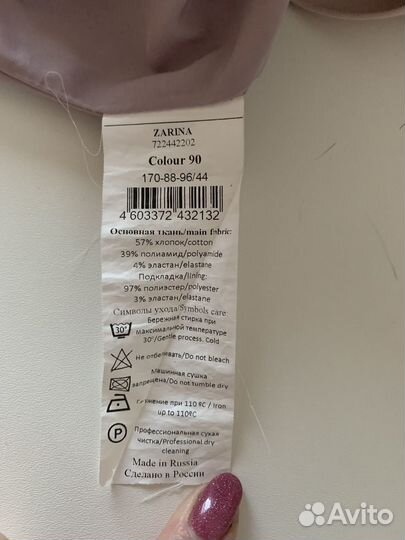 ZARINA
722442202
Colour 90
170-88-96/44
4 603372 432132
Основная ткань/main fabric:
57% хлопок/cotton
39% полиамид/polyamide
4% эластан/elastane
Подкладка/lining:
97% полиэстер/polyester
3% эластан/elastane
Символы ухода/Symbols care:
Бережная стирка при
максимальной температуре
30°/Gentle process. Cold
30°
Не отбеливать/Do not bleach
Машинная сушка
запрещена/Do not tumble dry
Глажение при 110 ºC / Iron
up to 110ºC
P
Профессиональная сухая
чистка/Professional dry
cleaning
Made in Russia
Сделано в России
Avito